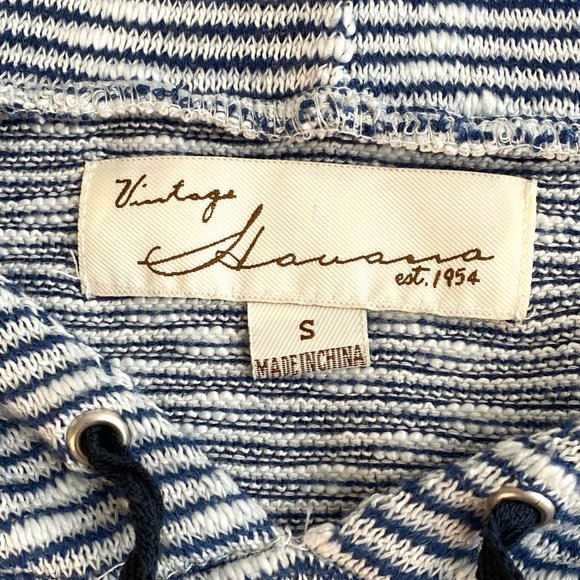 Vintage
Havana
est. 1954
S
MADE IN CHINA